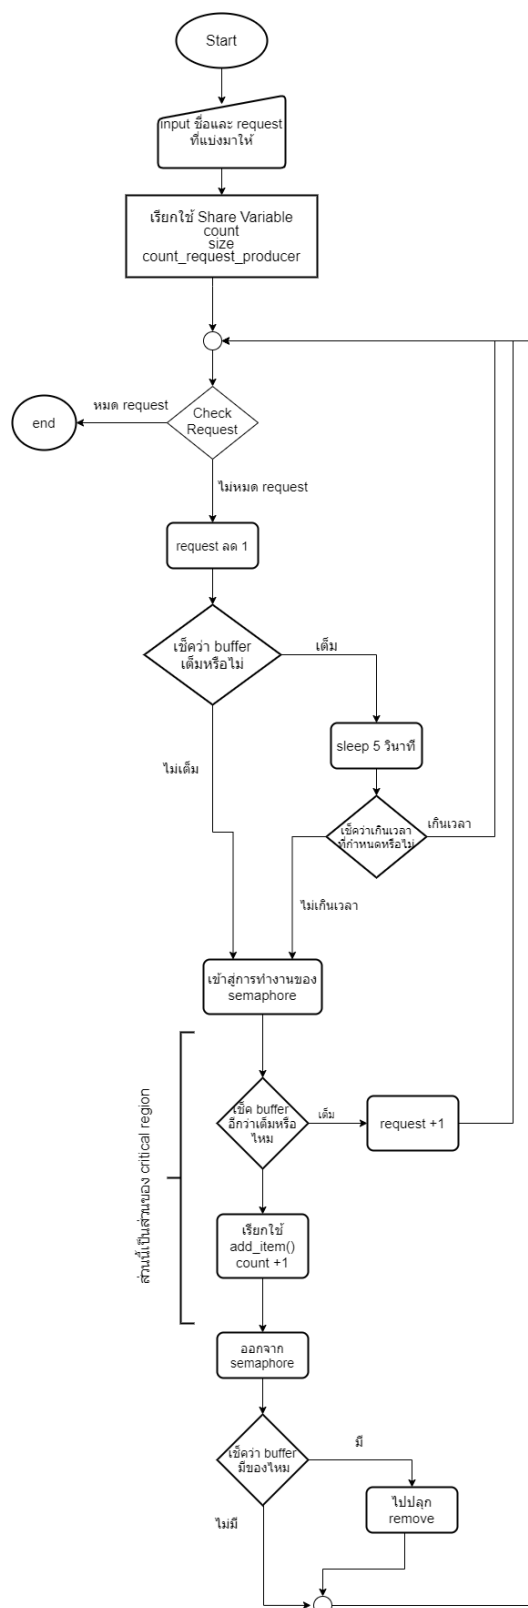 Start
input ชื่อและ request
ที่แบ่งมาให้
เรียกใช้ Share Variable
count
size
count_request_producer
หมด request
end
Check
Request
ไม่หมด request
request ลด 1
เช็คว่า buffer
เต็มหรือไม่
เต็ม
ไม่เต็ม
sleep 5 วินาที
เช็คว่าเกินเวลา
ที่กำหนดหรือไม่
เกินเวลา
ไม่เกินเวลา
เข้าสู่การทำงานของ
semaphore
ส่วนนี้เป็นส่วนของ critical region
เช็ค buffer
อีกว่าเต็มหรือ
ไหม
เต็ม
request +1
เรียกใช้
add_item()
count +1
ออกจาก
semaphore
เช็คว่า buffer
มีของไหม
มี
ไม่มี
ไปปลุก
remove